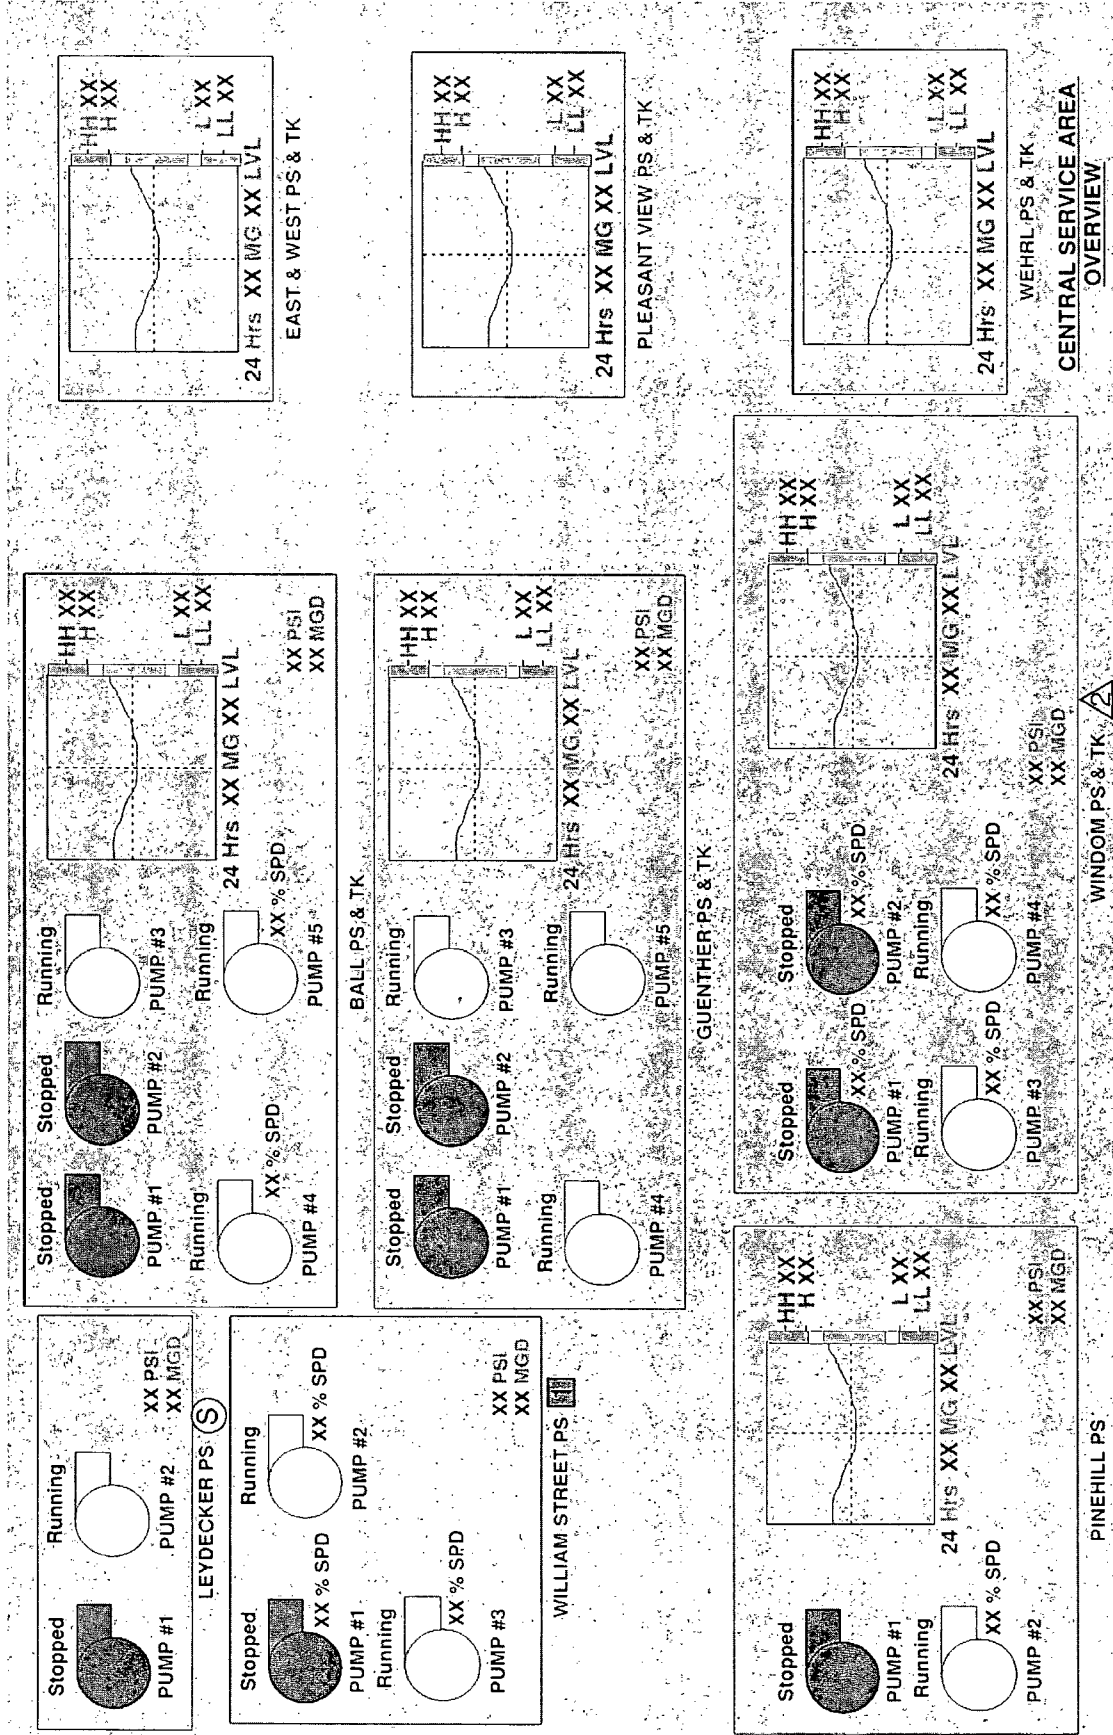 Stopped
PUMP #1
Running
PUMP #2
XX PSI
XX MGD
LEYDECKER PS S
Stopped
XX % SPD
PUMP #1
Running
XX % SPD
PUMP #2
Running
XX % SPD
PUMP #3
XX PSI
XX MGD
WILLIAM STREET PS
Stopped
PUMP #1
Stopped
PUMP #2
Running
PUMP #3
Running
XX % SPD
PUMP #4
Running
XX % SPD
PUMP #5
HH XX
H XX
L XX
LL XX
24 Hrs XX MG XX LVL
XX PSI
XX MGD
BALL PS & TK
Stopped
PUMP #1
Stopped
PUMP #2
Running
PUMP #3
Running
PUMP #4
Running
PUMP #5
HH XX
H XX
L XX
LL XX
24 Hrs XX MG XX LVL
XX PSI
XX MGD
GUENTHER PS & TK
EAST & WEST PS & TK
HH XX
H XX
L XX
LL XX
24 Hrs XX MG XX LVL
PLEASANT VIEW PS & TK
HH XX
H XX
L XX
LL XX
24 Hrs XX MG XX LVL
Stopped
PUMP #1
Running
XX % SPD
PUMP #2
HH XX
H XX
L XX
LL XX
24 Hrs XX MG XX LVL
XX PSI
XX MGD
PINEHILL PS
Stopped
XX % SPD
PUMP #1
Stopped
XX % SPD
PUMP #2
Running
XX % SPD
PUMP #3
Running
XX % SPD
PUMP #4
HH XX
H XX
L XX
LL XX
24 Hrs XX MG XX LVL
XX PSI
XX MGD
WINDOM PS & TK 2
HH XX
H XX
L XX
LL XX
24 Hrs XX MG XX LVL
WEHRL PS & TK
CENTRAL SERVICE AREA
OVERVIEW